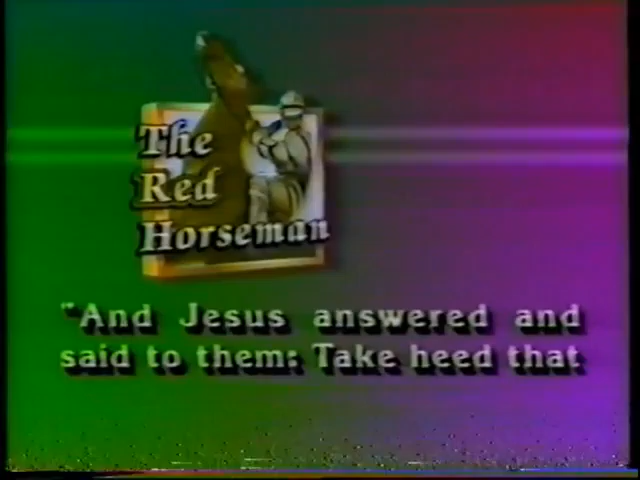 The
Red
Horseman
"And Jesus answered and
said to them: Take heed that